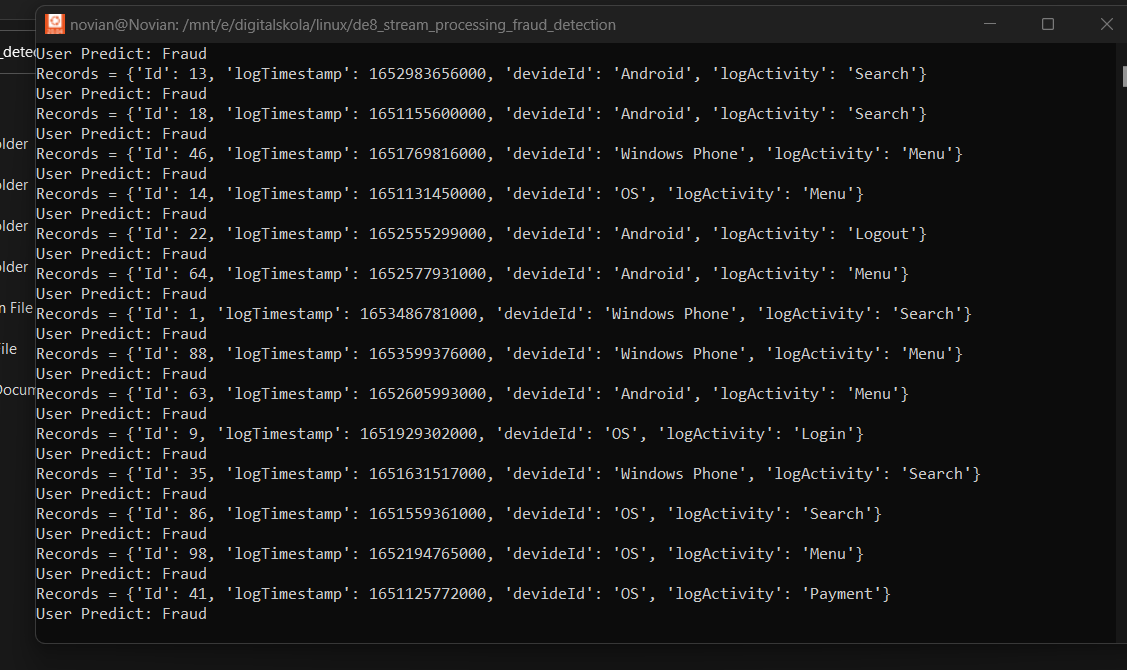 novian@Novian: /mnt/e/digitalskola/linux/de8_stream_processing_fraud_detection
_detec
older
older
older
older
n File
File
Docum
User Predict: Fraud
Records = {'Id': 13, 'logTimestamp': 1652983656000, 'devideId': 'Android', 'logActivity': 'Search'}
User Predict: Fraud
Records = {'Id': 18, 'logTimestamp': 1651155600000, 'devideId': 'Android', 'logActivity': 'Search'}
User Predict: Fraud
Records = {'Id': 46, 'logTimestamp': 1651769816000, 'devideId': 'Windows Phone', 'logActivity': 'Menu'}
User Predict: Fraud
Records = {'Id': 14, 'logTimestamp': 1651131450000, 'devideId': 'OS', 'logActivity': 'Menu'}
User Predict: Fraud
Records = {'Id': 22, 'logTimestamp': 1652555299000, 'devideId': 'Android', 'logActivity': 'Logout'}
User Predict: Fraud
Records = {'Id': 64, 'logTimestamp': 1652577931000, 'devideId': 'Android', 'logActivity': 'Menu'}
User Predict: Fraud
Records = {'Id': 1, 'logTimestamp': 1653486781000, 'devideId': 'Windows Phone', 'logActivity': 'Search'}
User Predict: Fraud
Records = {'Id': 88, 'logTimestamp': 1653599376000, 'devideId': 'Windows Phone', 'logActivity': 'Menu'}
User Predict: Fraud
Records = {'Id': 63, 'logTimestamp': 1652605993000, 'devideId': 'Android', 'logActivity': 'Menu'}
User Predict: Fraud
Records = {'Id': 9, 'logTimestamp': 1651929302000, 'devideId': 'OS', 'logActivity': 'Login'}
User Predict: Fraud
Records = {'Id': 35, 'logTimestamp': 1651631517000, 'devideId': 'Windows Phone', 'logActivity': 'Search'}
User Predict: Fraud
Records = {'Id': 86, 'logTimestamp': 1651559361000, 'devideId': 'OS', 'logActivity': 'Search'}
User Predict: Fraud
Records = {'Id': 98, 'logTimestamp': 1652194765000, 'devideId': 'OS', 'logActivity': 'Menu'}
User Predict: Fraud
Records = {'Id': 41, 'logTimestamp': 1651125772000, 'devideId': 'OS', 'logActivity': 'Payment'}
User Predict: Fraud